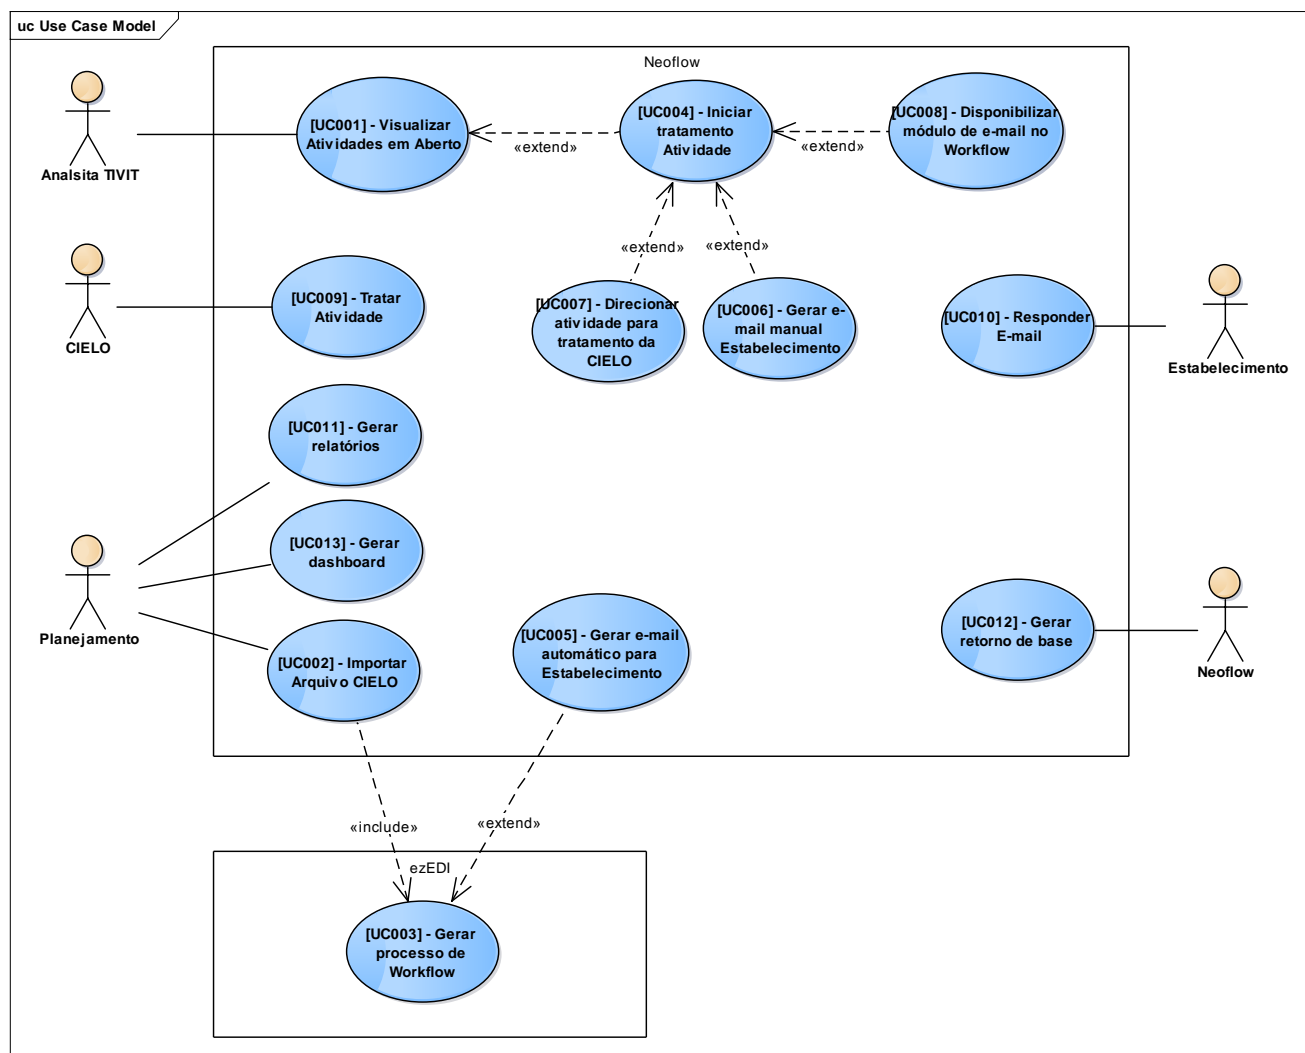 uc Use Case Model
Neoflow
Analsita TIVIT
[UC001] - Visualizar
Atividades em Aberto
«extend»
[UC004] - Iniciar
tratamento
Atividade
«extend»
[UC008] - Disponibilizar
módulo de e-mail no
Workflow
«extend»
«extend»
CIELO
[UC009] - Tratar
Atividade
[UC007] - Direcionar
atividade para
tratamento da
CIELO
[UC006] - Gerar e-
mail manual
Estabelecimento
[UC010] - Responder
E-mail
Estabelecimento
[UC011] - Gerar
relatórios
[UC013] - Gerar
dashboard
Planejamento
[UC002] - Importar
Arquivo CIELO
[UC005] - Gerar e-mail
automático para
Estabelecimento
[UC012] - Gerar
retorno de base
Neoflow
«include»
«extend»
ezEDI
[UC003] - Gerar
processo de
Workflow